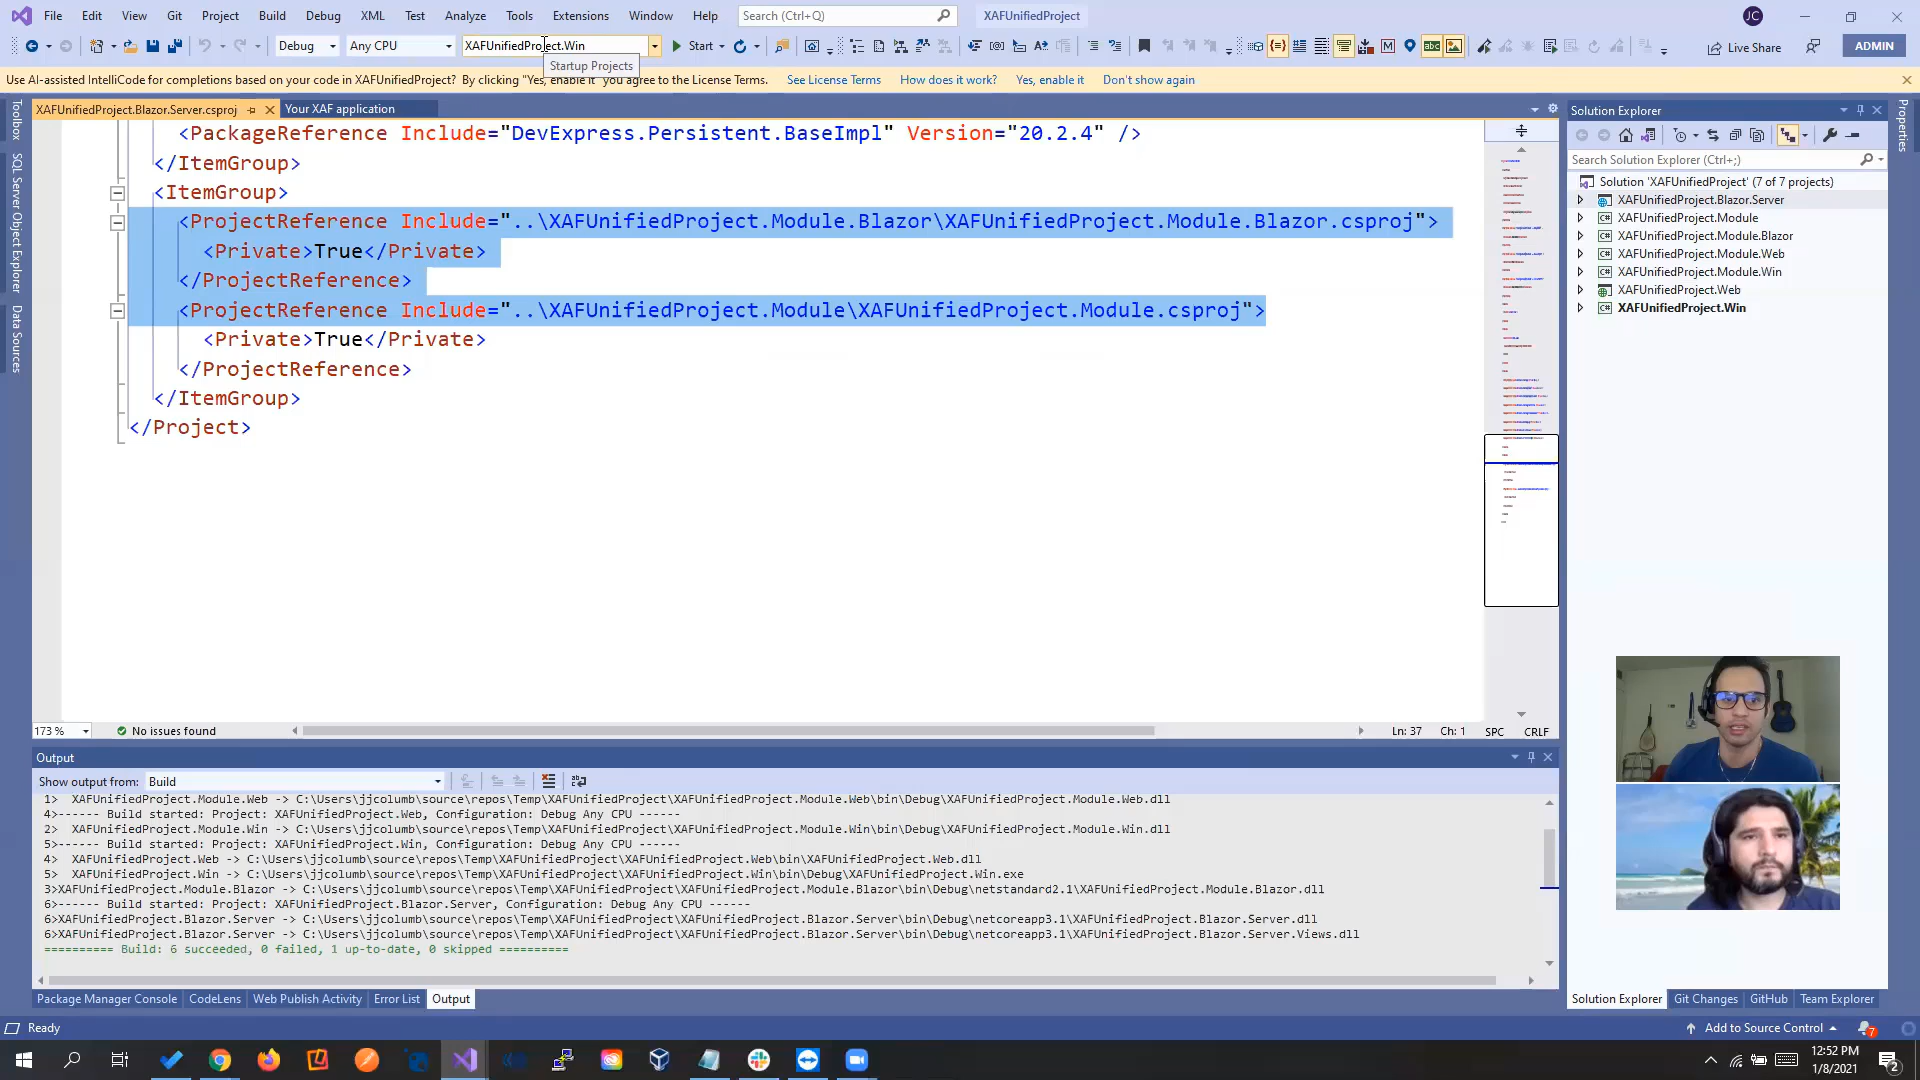 File Edit View Git Project Build Debug XML Test Analyze Tools Extensions Window Help Search (Ctrl+Q) XAFUnifiedProject JC
Debug Any CPU XAFUnifiedProject.Win Start Live Share ADMIN
Startup Projects
Use AI-assisted IntelliCode for completions based on your code in XAFUnifiedProject? By clicking "Yes, enable it" you agree to the License Terms. See License Terms How does it work? Yes, enable it Don't show again
XAFUnifiedProject.Blazor.Server.csproj Your XAF application
Toolbox
SQL Server Object Explorer
Data Sources
<PackageReference Include="DevExpress.Persistent.BaseImpl" Version="20.2.4" />
</ItemGroup>
<ItemGroup>
<ProjectReference Include="..\XAFUnifiedProject.Module.Blazor\XAFUnifiedProject.Module.Blazor.csproj">
<Private>True</Private>
</ProjectReference>
<ProjectReference Include="..\XAFUnifiedProject.Module\XAFUnifiedProject.Module.csproj">
<Private>True</Private>
</ProjectReference>
</ItemGroup>
</Project>
173 % No issues found Ln: 37 Ch: 1 SPC CRLF
Solution Explorer
Properties
Search Solution Explorer (Ctrl+;)
Solution 'XAFUnifiedProject' (7 of 7 projects)
XAFUnifiedProject.Blazor.Server
XAFUnifiedProject.Module
XAFUnifiedProject.Module.Blazor
XAFUnifiedProject.Module.Web
XAFUnifiedProject.Module.Win
XAFUnifiedProject.Web
XAFUnifiedProject.Win
Output
Show output from: Build
1>  XAFUnifiedProject.Module.Web -> C:\Users\jjcolumb\source\repos\Temp\XAFUnifiedProject\XAFUnifiedProject.Module.Web\bin\Debug\XAFUnifiedProject.Module.Web.dll
4>------ Build started: Project: XAFUnifiedProject.Web, Configuration: Debug Any CPU ------
2>  XAFUnifiedProject.Module.Win -> C:\Users\jjcolumb\source\repos\Temp\XAFUnifiedProject\XAFUnifiedProject.Module.Win\bin\Debug\XAFUnifiedProject.Module.Win.dll
5>------ Build started: Project: XAFUnifiedProject.Win, Configuration: Debug Any CPU ------
4>  XAFUnifiedProject.Web -> C:\Users\jjcolumb\source\repos\Temp\XAFUnifiedProject\XAFUnifiedProject.Web\bin\XAFUnifiedProject.Web.dll
5>  XAFUnifiedProject.Win -> C:\Users\jjcolumb\source\repos\Temp\XAFUnifiedProject\XAFUnifiedProject.Win\bin\Debug\XAFUnifiedProject.Win.exe
3>XAFUnifiedProject.Module.Blazor -> C:\Users\jjcolumb\source\repos\Temp\XAFUnifiedProject\XAFUnifiedProject.Module.Blazor\bin\Debug\netstandard2.1\XAFUnifiedProject.Module.Blazor.dll
6>------ Build started: Project: XAFUnifiedProject.Blazor.Server, Configuration: Debug Any CPU ------
6>XAFUnifiedProject.Blazor.Server -> C:\Users\jjcolumb\source\repos\Temp\XAFUnifiedProject\XAFUnifiedProject.Blazor.Server\bin\Debug\netcoreapp3.1\XAFUnifiedProject.Blazor.Server.dll
6>XAFUnifiedProject.Blazor.Server -> C:\Users\jjcolumb\source\repos\Temp\XAFUnifiedProject\XAFUnifiedProject.Blazor.Server\bin\Debug\netcoreapp3.1\XAFUnifiedProject.Blazor.Server.Views.dll
========== Build: 6 succeeded, 0 failed, 1 up-to-date, 0 skipped ==========
Package Manager Console CodeLens Web Publish Activity Error List Output
Solution Explorer Git Changes GitHub Team Explorer
Ready Add to Source Control 7
12:52 PM
1/8/2021
2